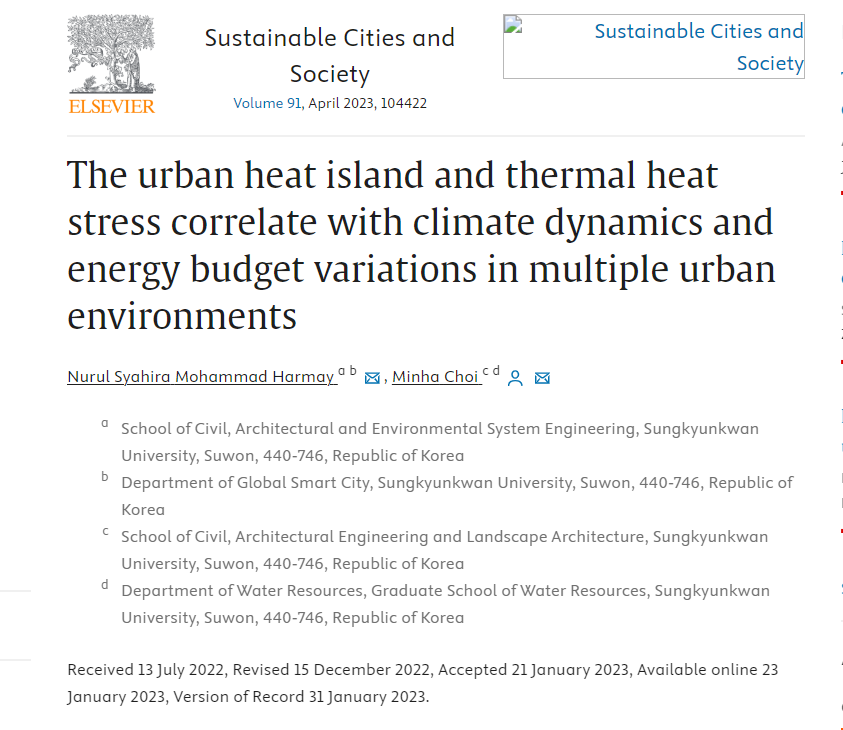 ELSEVIER
Sustainable Cities and
Society
Volume 91, April 2023, 104422
Sustainable Cities and
Society
The urban heat island and thermal heat
stress correlate with climate dynamics and
energy budget variations in multiple urban
environments
Nurul Syahira Mohammad Harmay a b , Minha Choi c d
a School of Civil, Architectural and Environmental System Engineering, Sungkyunkwan
University, Suwon, 440-746, Republic of Korea
b Department of Global Smart City, Sungkyunkwan University, Suwon, 440-746, Republic of
Korea
c School of Civil, Architectural Engineering and Landscape Architecture, Sungkyunkwan
University, Suwon, 440-746, Republic of Korea
d Department of Water Resources, Graduate School of Water Resources, Sungkyunkwan
University, Suwon, 440-746, Republic of Korea
Received 13 July 2022, Revised 15 December 2022, Accepted 21 January 2023, Available online 23
January 2023, Version of Record 31 January 2023.